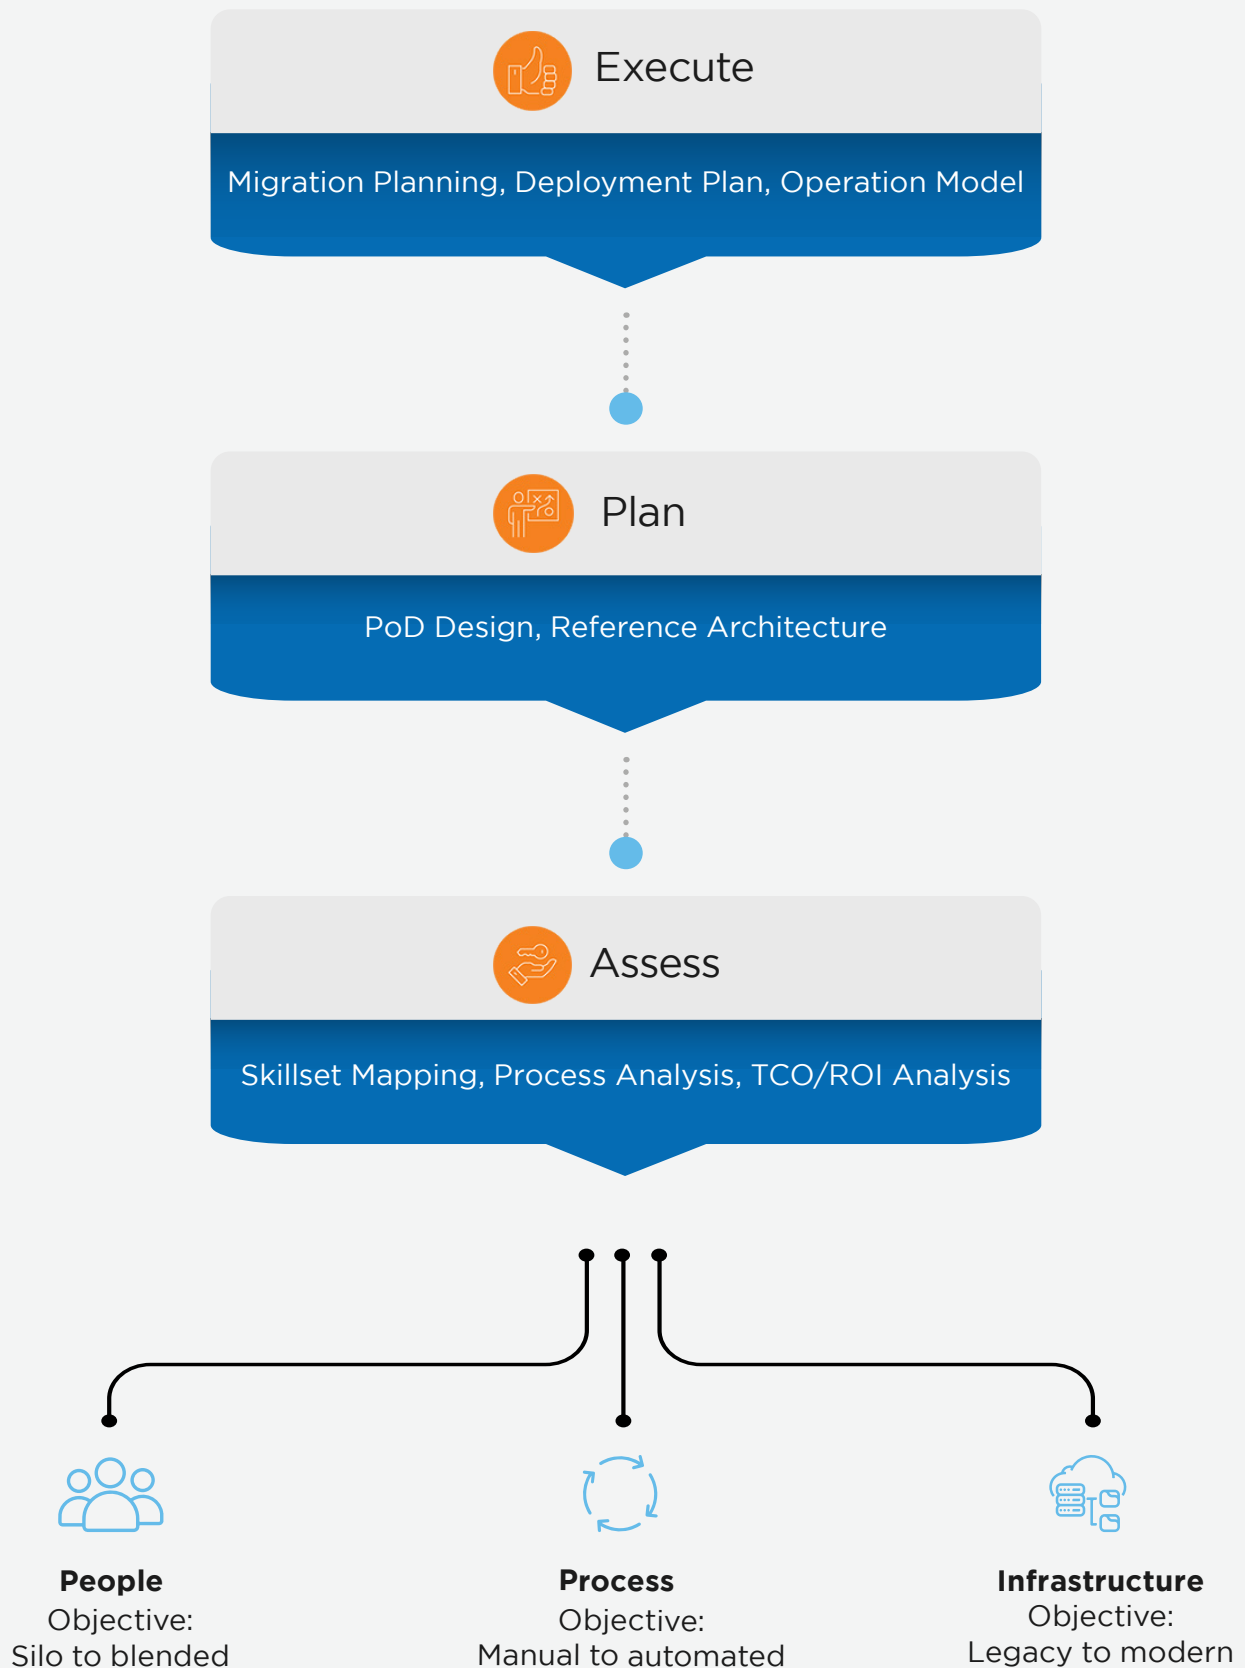 Execute
Migration Planning, Deployment Plan, Operation Model
Plan
PoD Design, Reference Architecture
Assess
Skillset Mapping, Process Analysis, TCO/ROI Analysis
People
Objective:
Silo to blended
Process
Objective:
Manual to automated
Infrastructure
Objective:
Legacy to modern